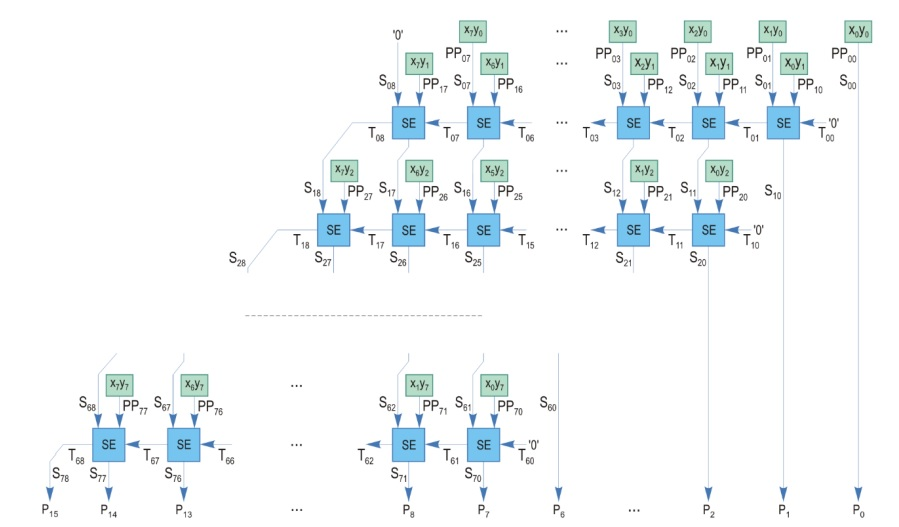 x₇y₀ ... x₃y₀ x₂y₀ x₁y₀ x₀y₀
'0'
PP₀₇ PP₀₃ PP₀₂ PP₀₁ PP₀₀
x₇y₁ x₆y₁ ... x₂y₁ x₁y₁ x₀y₁
S₀₈ PP₁₇ S₀₇ PP₁₆ S₀₃ PP₁₂ S₀₂ PP₁₁ S₀₁ PP₁₀ S₀₀
SE SE ... SE SE SE '0'
T₀₈ T₀₇ T₀₆ T₀₃ T₀₂ T₀₁ T₀₀
x₇y₂ x₆y₂ x₅y₂ ... x₁y₂ x₀y₂
S₁₈ PP₂₇ S₁₇ PP₂₆ S₁₆ PP₂₅ S₁₂ PP₂₁ S₁₁ PP₂₀ S₁₀
SE SE SE ... SE SE '0'
T₁₈ T₁₇ T₁₆ T₁₅ T₁₂ T₁₁ T₁₀
S₂₈ S₂₇ S₂₆ S₂₅ S₂₁ S₂₀
x₇y₇ x₆y₇ ... x₁y₇ x₀y₇
S₆₈ PP₇₇ S₆₇ PP₇₆ S₆₂ PP₇₁ S₆₁ PP₇₀ S₆₀
SE SE ... SE SE '0'
T₆₈ T₆₇ T₆₆ T₆₂ T₆₁ T₆₀
S₇₈ S₇₇ S₇₆ S₇₁ S₇₀
P₁₅ P₁₄ P₁₃ ... P₈ P₇ P₆ ... P₂ P₁ P₀